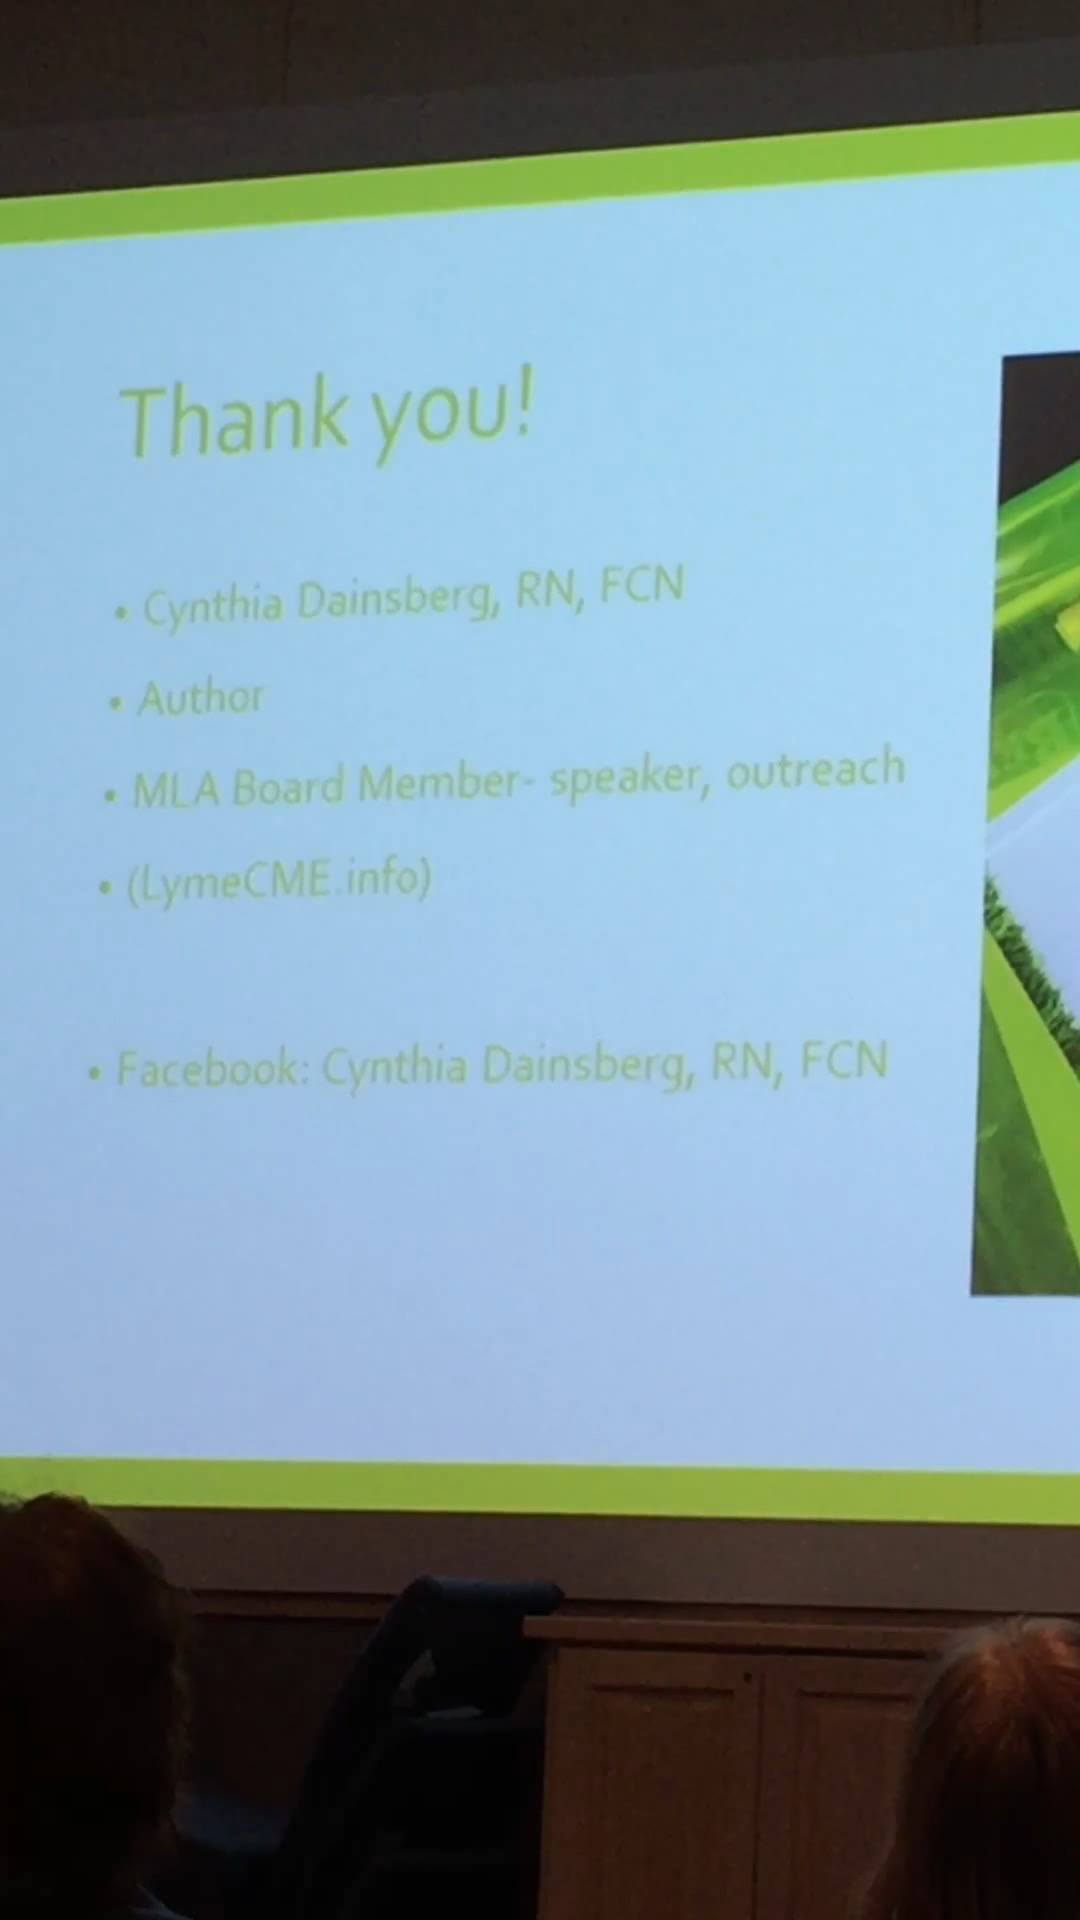 Thank you!
• Cynthia Dainsberg, RN, FCN
• Author
• MLA Board Member- speaker, outreach
• (LymeCME.info)
• Facebook: Cynthia Dainsberg, RN, FCN